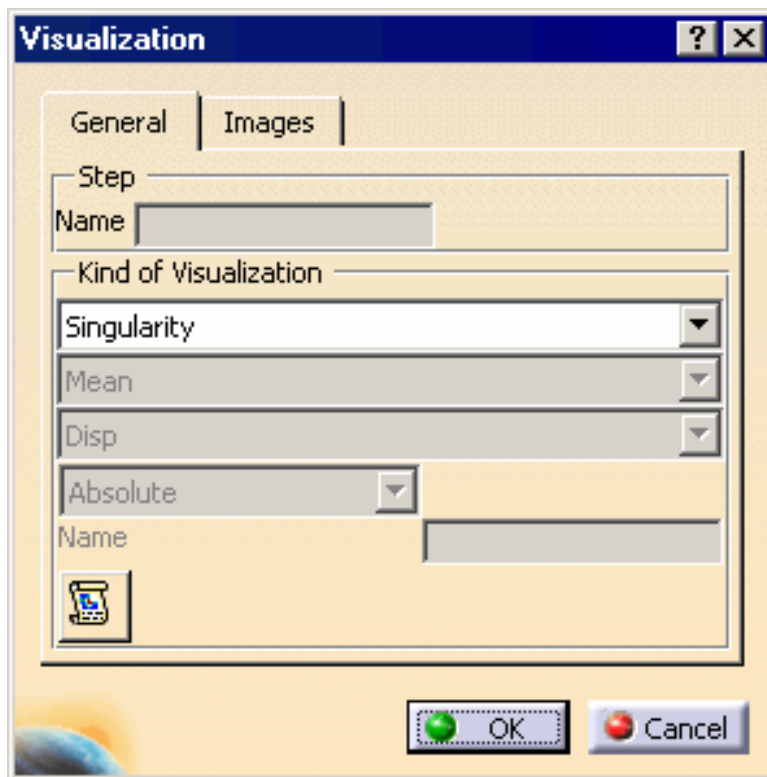 Visualization
General Images
Step
Name
Kind of Visualization
Singularity
Mean
Disp
Absolute
Name
OK Cancel